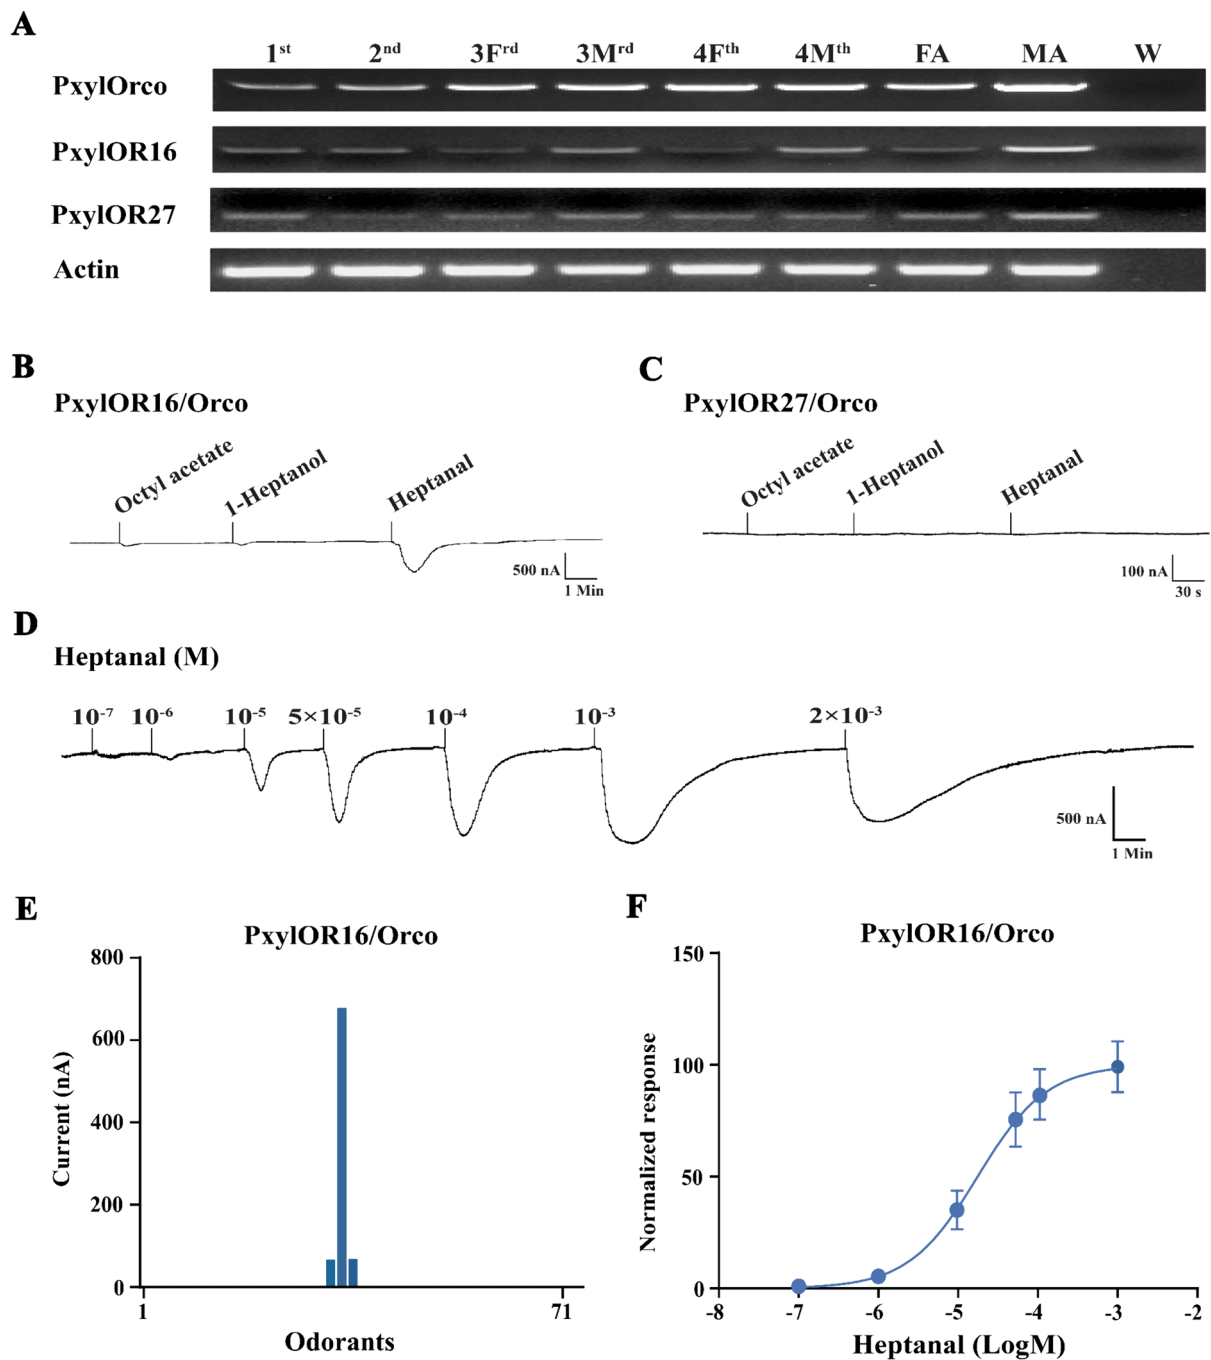 A
1st 2nd 3Frd 3Mrd 4Fth 4Mth FA MA W
PxylOrco
PxylOR16
PxylOR27
Actin
B
PxylOR16/Orco
Octyl acetate
1-Heptanol
Heptanal
500 nA
1 Min
C
PxylOR27/Orco
Octyl acetate
1-Heptanol
Heptanal
100 nA
30 s
D
Heptanal (M)
10-7 10-6 10-5 5×10-5 10-4 10-3 2×10-3
500 nA
1 Min
E
PxylOR16/Orco
800
600
400
200
0
Current (nA)
1 71
Odorants
F
PxylOR16/Orco
150
100
50
0
Normalized response
-8 -7 -6 -5 -4 -3 -2
Heptanal (LogM)